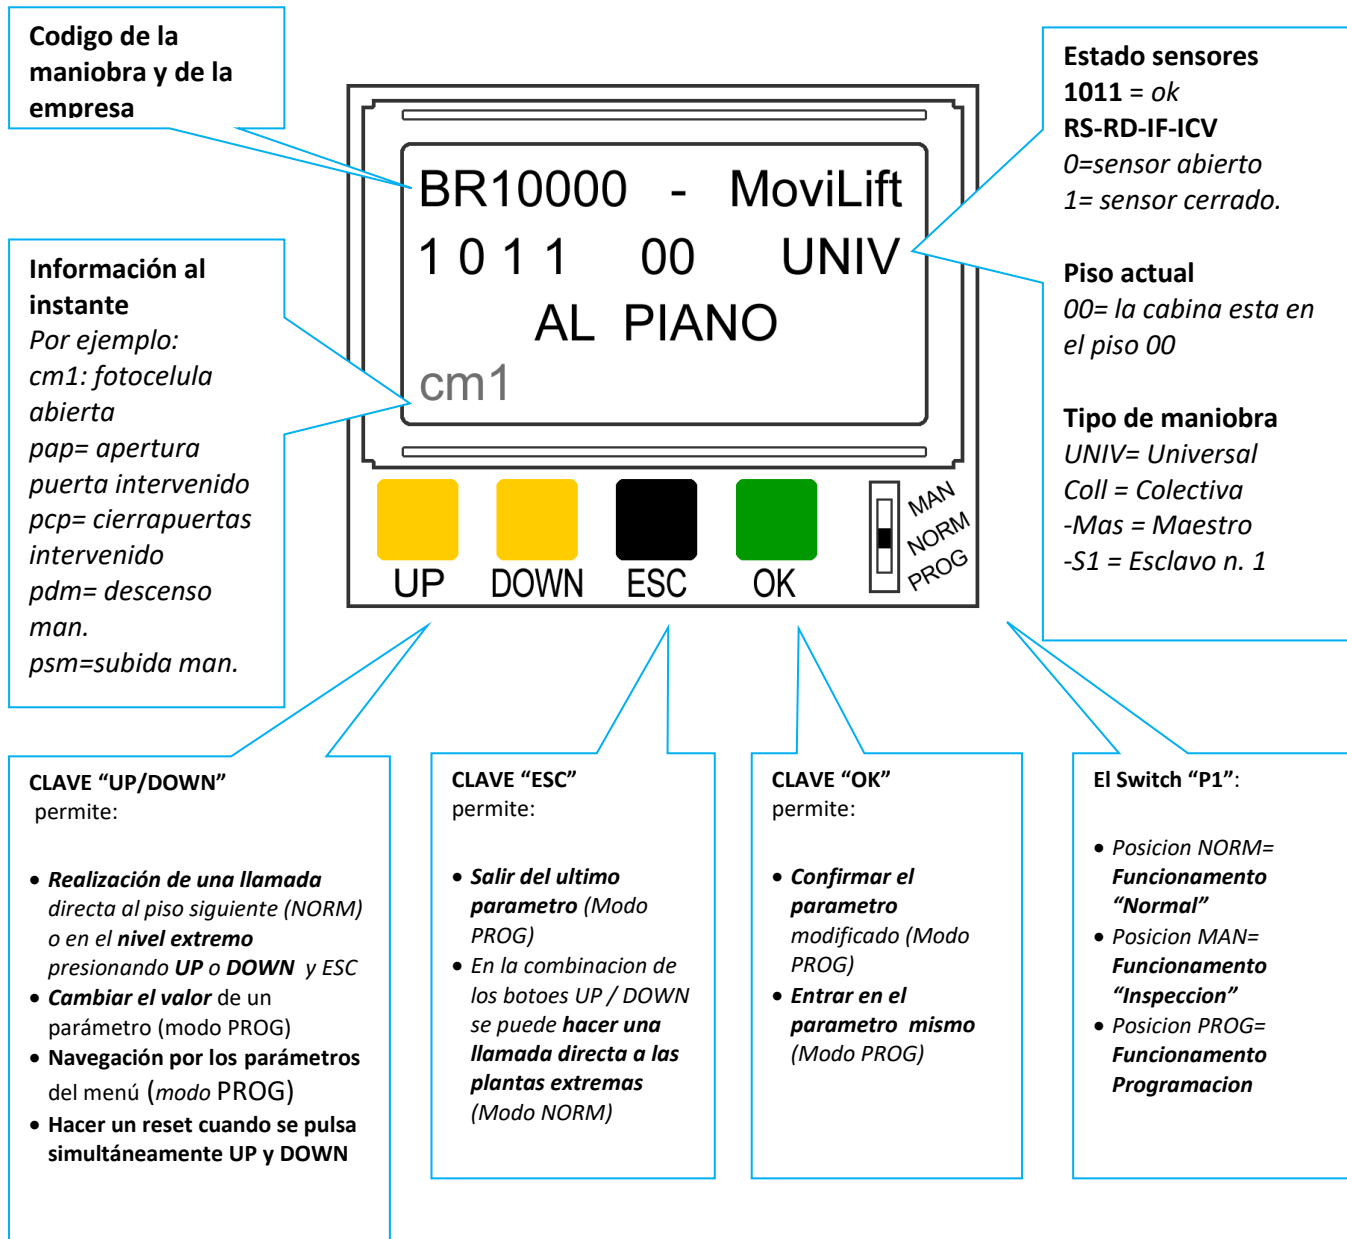 Codigo de la
maniobra y de la
empresa
Información al
instante
Por ejemplo:
cm1: fotocelula
abierta
pap= apertura
puerta intervenido
pcp= cierrapuertas
intervenido
pdm= descenso
man.
psm=subida man.
BR10000 - MoviLift
1 0 1 1 00 UNIV
AL PIANO
cm1
UP DOWN ESC OK
MAN
NORM
PROG
Estado sensores
1011 = ok
RS-RD-IF-ICV
0=sensor abierto
1= sensor cerrado.
Piso actual
00= la cabina esta en
el piso 00
Tipo de maniobra
UNIV= Universal
Coll = Colectiva
-Mas = Maestro
-S1 = Esclavo n. 1
CLAVE “UP/DOWN”
permite:
• Realización de una llamada
directa al piso siguiente (NORM)
o en el nivel extremo
presionando UP o DOWN y ESC
• Cambiar el valor de un
parámetro (modo PROG)
• Navegación por los parámetros
del menú (modo PROG)
• Hacer un reset cuando se pulsa
simultáneamente UP y DOWN
CLAVE “ESC”
permite:
• Salir del ultimo
parametro (Modo
PROG)
• En la combinacion de
los botoes UP / DOWN
se puede hacer una
llamada directa a las
plantas extremas
(Modo NORM)
CLAVE “OK”
permite:
• Confirmar el
parametro
modificado (Modo
PROG)
• Entrar en el
parametro mismo
(Modo PROG)
El Switch “P1”:
• Posicion NORM=
Funcionamento
“Normal”
• Posicion MAN=
Funcionamento
“Inspeccion”
• Posicion PROG=
Funcionamento
Programacion